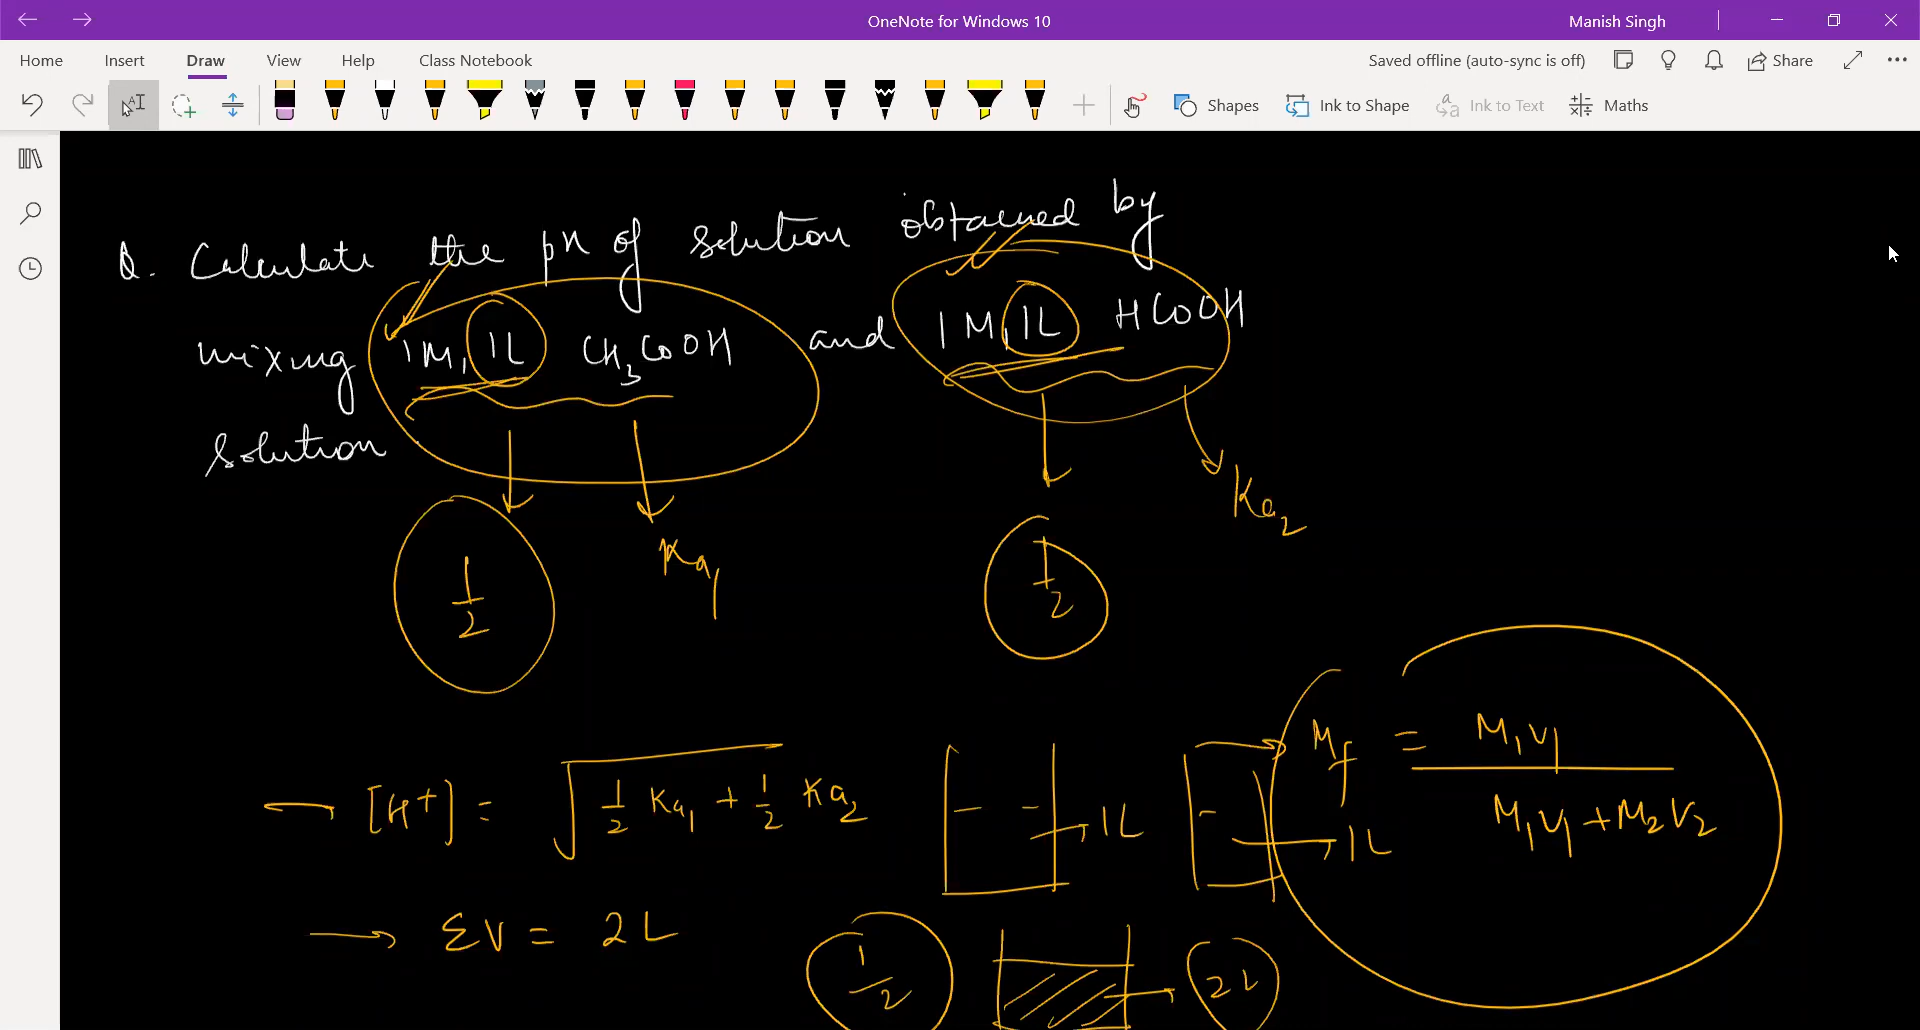 OneNote for Windows 10
Manish Singh
Home Insert Draw View Help Class Notebook
Saved offline (auto-sync is off) Share
Shapes Ink to Shape Ink to Text Maths
Q. Calculate the pH of solution obtained by
mixing 1M, 1L CH3COOH and 1M, 1L HCOOH
solution
Ka2
Ka1
1/2 1/2
Mf = M1V1 / M1V1 + M2V2
[H+] = √ 1/2 Ka1 + 1/2 Ka2
1L 1L
ΣV = 2L
1/2 2L